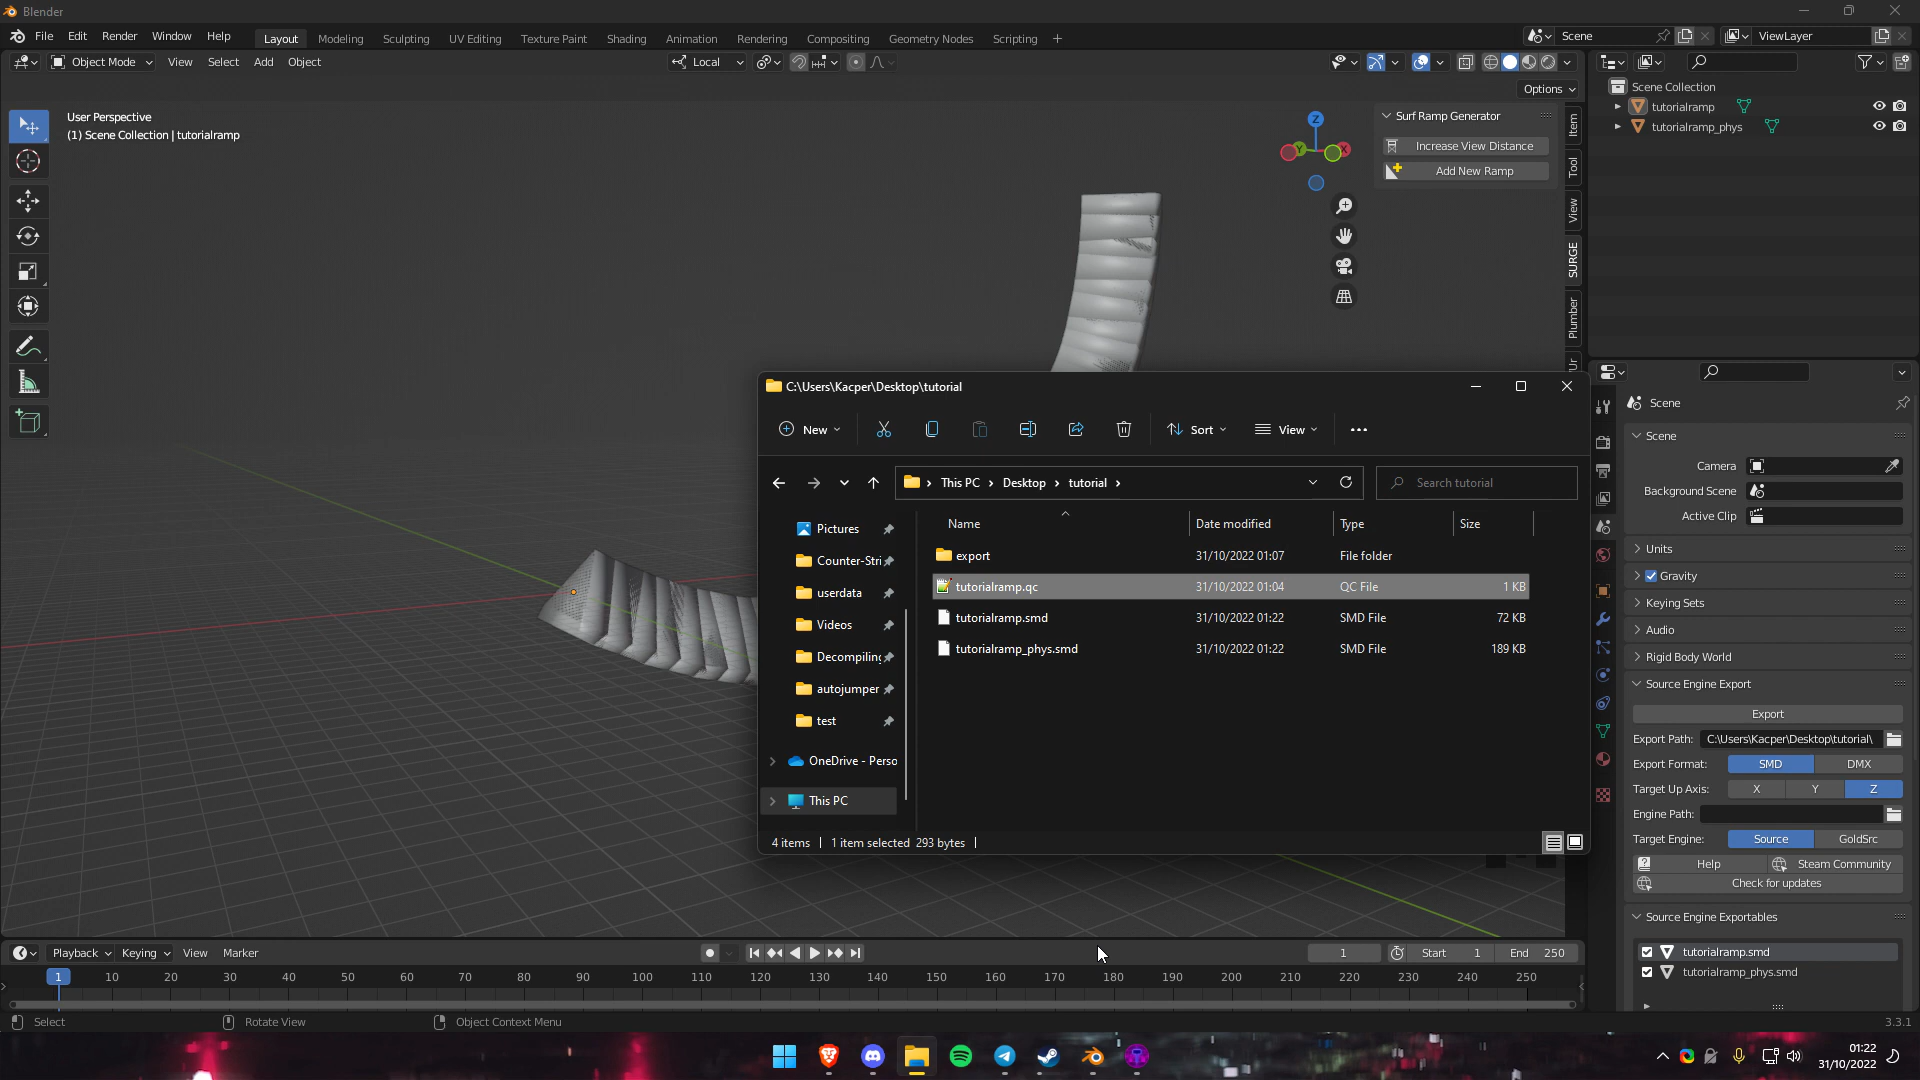 Blender
File Edit Render Window Help
Layout Modeling Sculpting UV Editing Texture Paint Shading Animation Rendering Compositing Geometry Nodes Scripting +
Scene
ViewLayer
Object Mode View Select Add Object
Local
Options
User Perspective
(1) Scene Collection | tutorialramp
Z
Y
X
Surf Ramp Generator
Increase View Distance
Add New Ramp
Item
Tool
View
SURGE
Plumber
Scene Collection
tutorialramp
tutorialramp_phys
C:\Users\Kacper\Desktop\tutorial
New
Sort
View
This PC
Desktop
tutorial
Search tutorial
Pictures
Counter-Stri
userdata
Videos
Decompiling
autojumper
test
OneDrive - Perso
This PC
Name Date modified Type Size
export 31/10/2022 01:07 File folder
tutorialramp.qc 31/10/2022 01:04 QC File 1 KB
tutorialramp.smd 31/10/2022 01:22 SMD File 72 KB
tutorialramp_phys.smd 31/10/2022 01:22 SMD File 189 KB
4 items 1 item selected 293 bytes
Scene
Scene
Camera
Background Scene
Active Clip
Units
Gravity
Keying Sets
Audio
Rigid Body World
Source Engine Export
Export
Export Path: C:\Users\Kacper\Desktop\tutorial\
Export Format: SMD DMX
Target Up Axis: X Y Z
Engine Path:
Target Engine: Source GoldSrc
Help Steam Community
Check for updates
Source Engine Exportables
tutorialramp.smd
tutorialramp_phys.smd
Playback Keying View Marker
1 Start 1 End 250
1 10 20 30 40 50 60 70 80 90 100 110 120 130 140 150 160 170 180 190 200 210 220 230 240 250
Select Rotate View Object Context Menu
3.3.1
01:22
31/10/2022